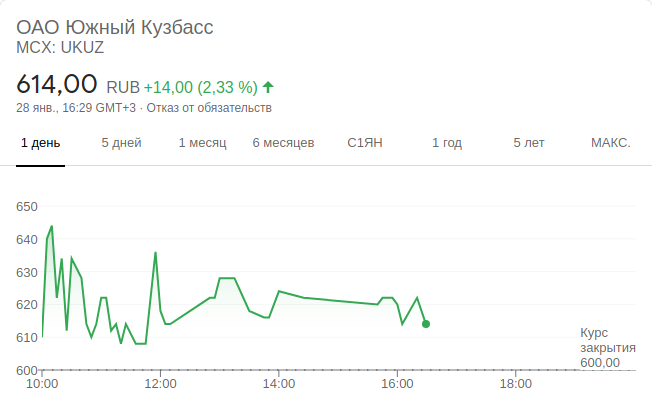 ОАО Южный Кузбасс
MCX: UKUZ
614,00 RUB +14,00 (2,33 %)
28 янв., 16:29 GMT+3 · Отказ от обязательств
1 день 5 дней 1 месяц 6 месяцев С1ЯН 1 год 5 лет МАКС.
650
640
630
620
610
600
Курс
закрытия
600,00
10:00 12:00 14:00 16:00 18:00